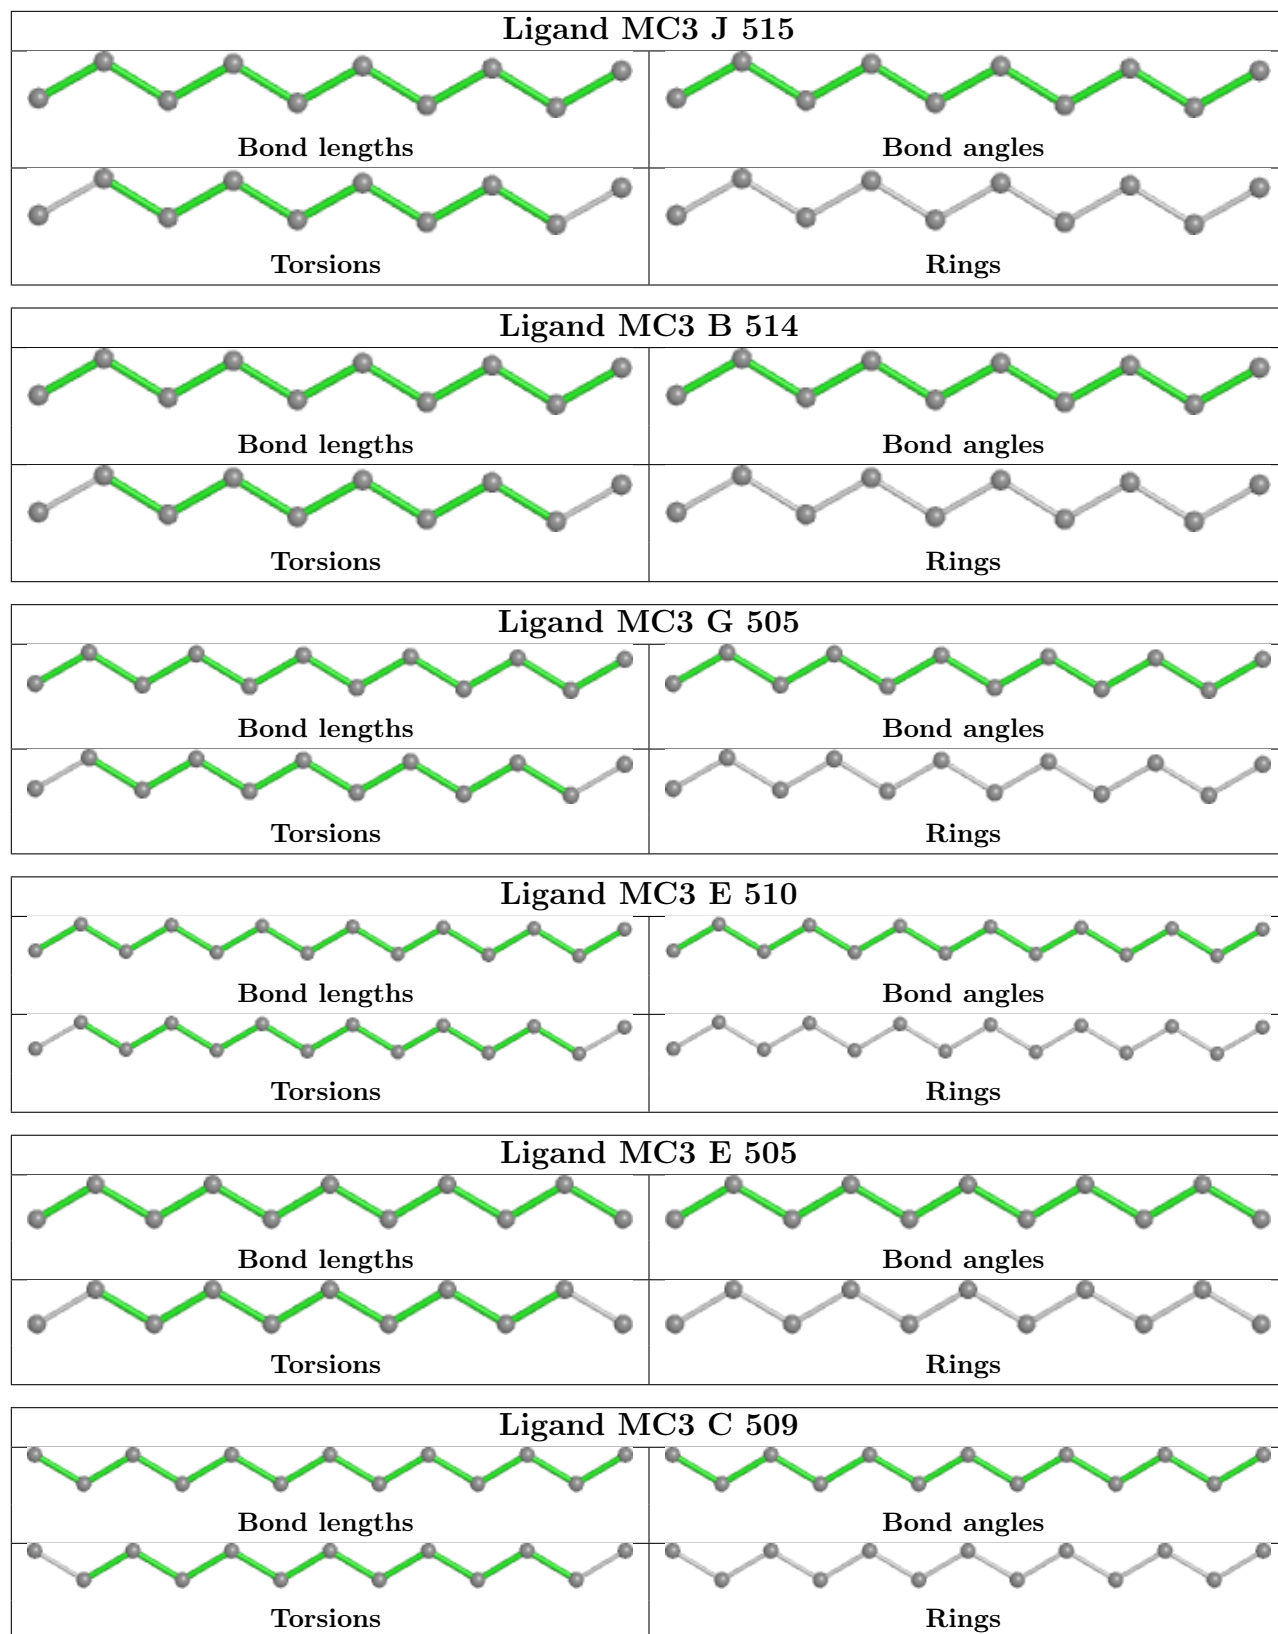 Ligand MC3 J 515
Bond lengths
Bond angles
Torsions
Rings
Ligand MC3 B 514
Bond lengths
Bond angles
Torsions
Rings
Ligand MC3 G 505
Bond lengths
Bond angles
Torsions
Rings
Ligand MC3 E 510
Bond lengths
Bond angles
Torsions
Rings
Ligand MC3 E 505
Bond lengths
Bond angles
Torsions
Rings
Ligand MC3 C 509
Bond lengths
Bond angles
Torsions
Rings